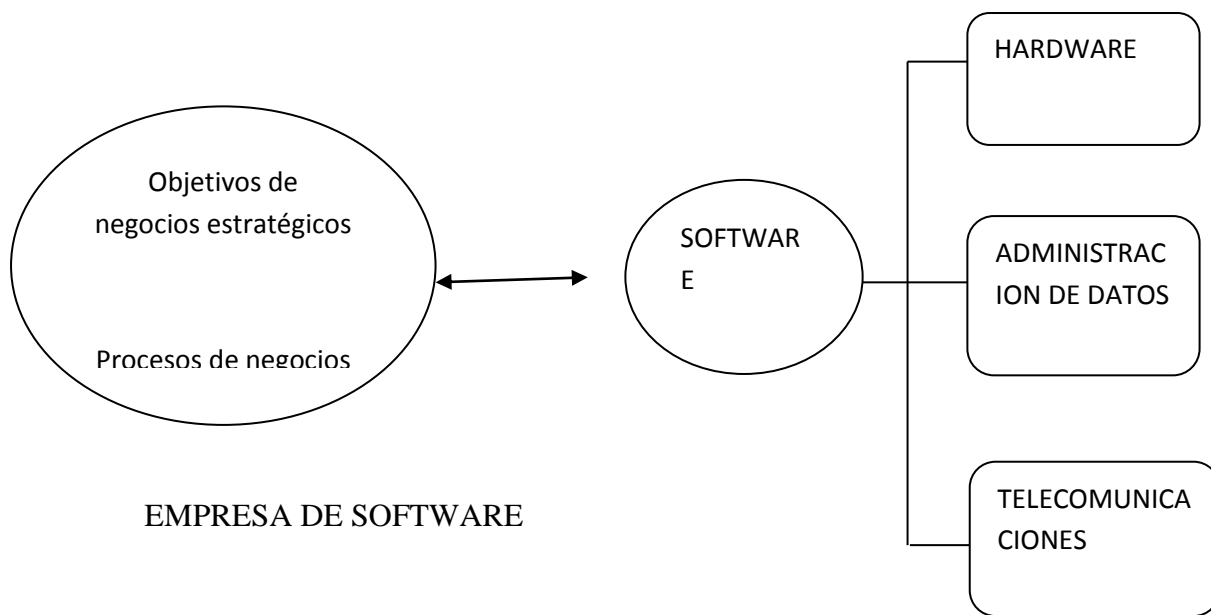 Objetivos de
negocios estratégicos
Procesos de negocios
EMPRESA DE SOFTWARE
SOFTWAR
E
HARDWARE
ADMINISTRAC
ION DE DATOS
TELECOMUNICA
CIONES